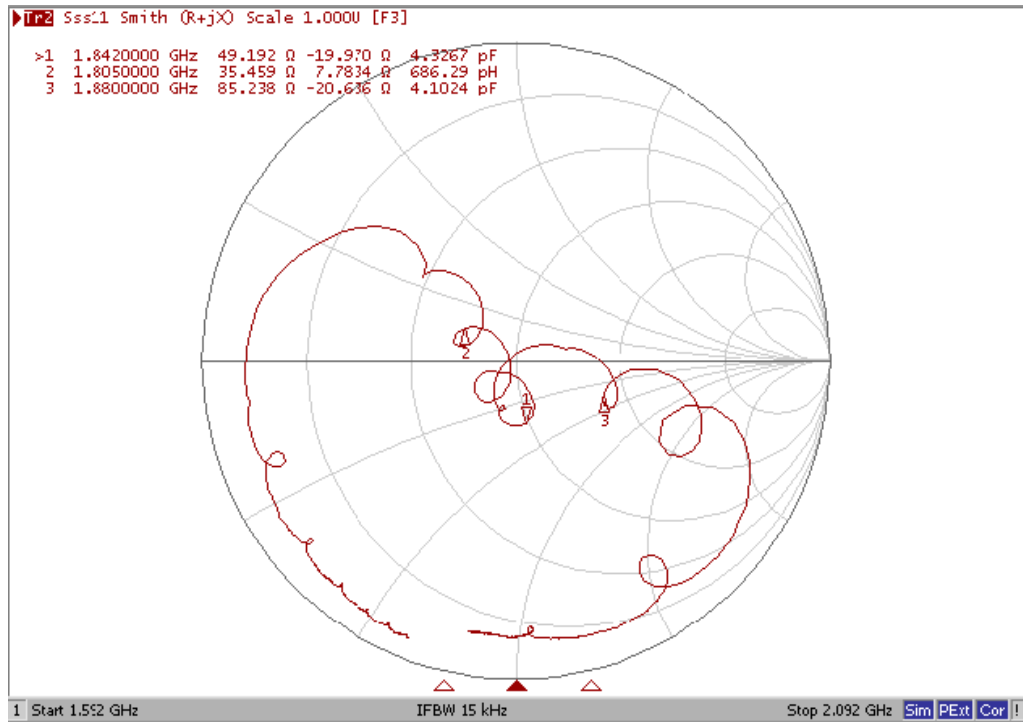 Tr2 Sss11 Smith (R+jX) Scale 1.000U [F3]
>1 1.8420000 GHz 49.192 Ω -19.970 Ω 4.3267 pF
2 1.8050000 GHz 35.459 Ω 7.7834 Ω 686.29 pH
3 1.8800000 GHz 85.238 Ω -20.636 Ω 4.1024 pF
2
1
3
1 Start 1.592 GHz IFBW 15 kHz Stop 2.092 GHz Sim PExt Cor !